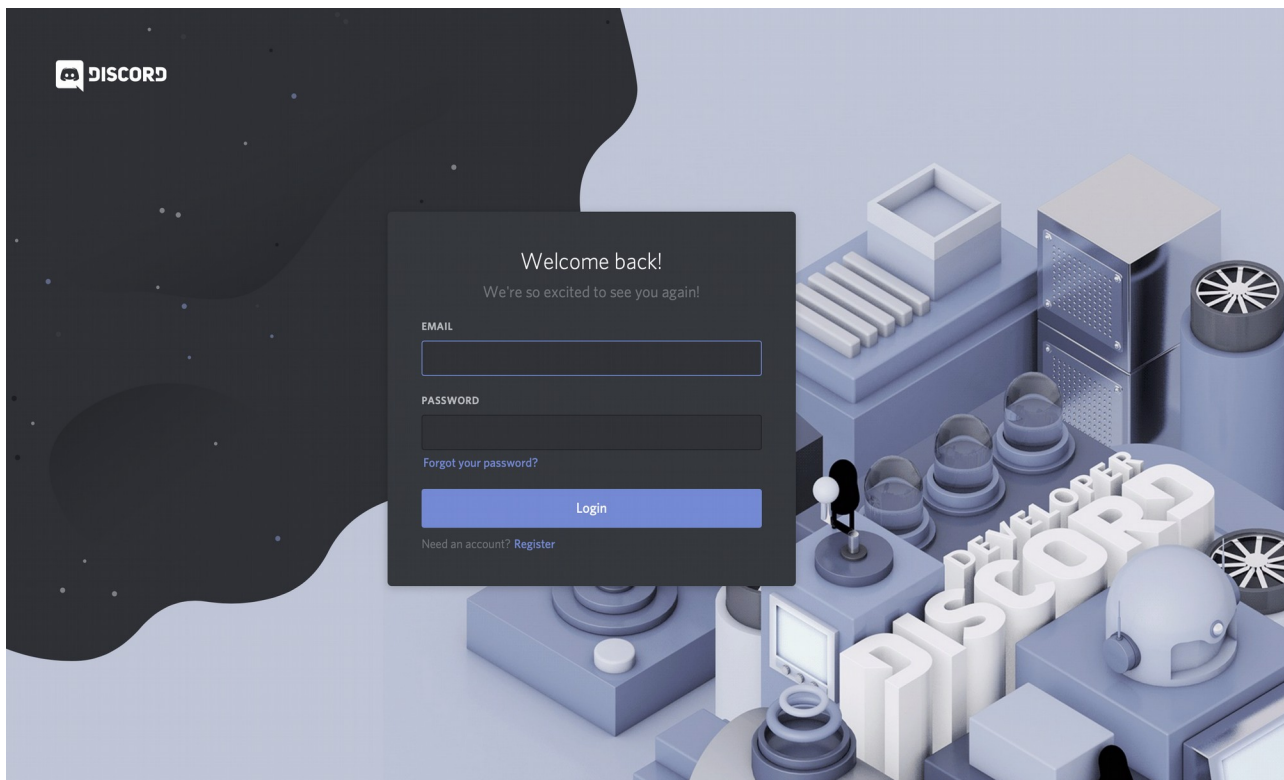 DISCORD
Welcome back!
We're so excited to see you again!
EMAIL
PASSWORD
Forgot your password?
Login
Need an account? Register
DEVELOPER
DISCORD